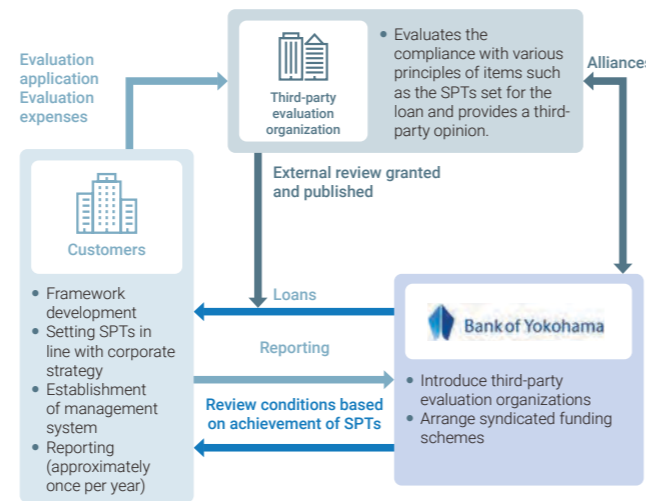 Evaluation
application
Evaluation
expenses
Third-party
evaluation
organization
• Evaluates the
compliance with various
principles of items such
as the SPTs set for the
loan and provides a third-
party opinion.
Alliances
External review granted
and published
Customers
• Framework
development
• Setting SPTs in
line with corporate
strategy
• Establishment
of management
system
• Reporting
(approximately
once per year)
Loans
Reporting
Review conditions based
on achievement of SPTs
Bank of Yokohama
• Introduce third-party
evaluation organizations
• Arrange syndicated funding
schemes